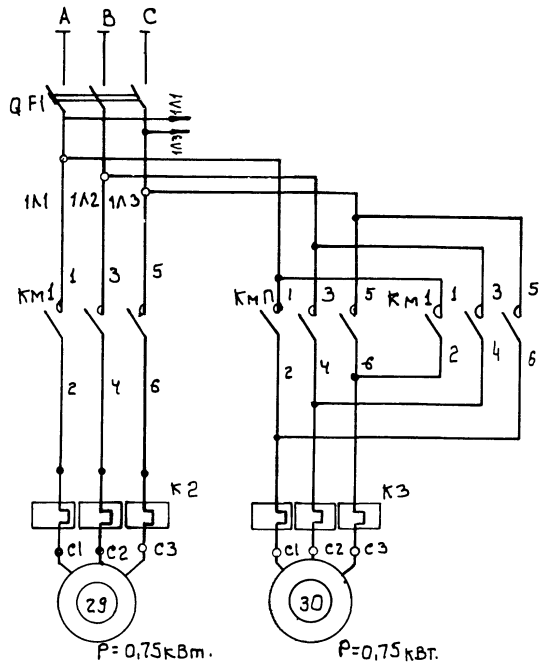 А В С
QF1
1Л1
1Л3
1Л1 1Л2 1Л3
1 3 5
КМ1
КМП 1 3 5
КМ1 1 3 5
2 4 6
2 4 6
2 4 6
К2
К3
С1 С2 С3
С1 С2 С3
29
30
Р=0,75кВт.
Р=0,75кВт.